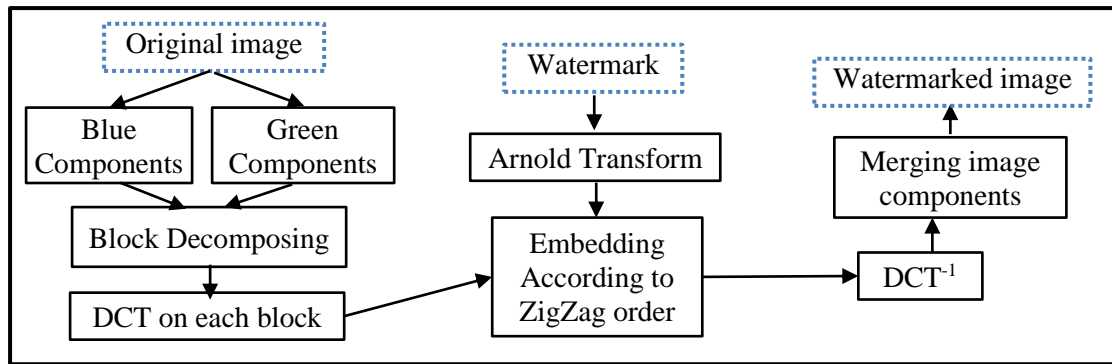 Original image
Blue
Components
Green
Components
Block Decomposing
DCT on each block
Watermark
Arnold Transform
Embedding
According to
ZigZag order
Watermarked image
Merging image
components
DCT-1